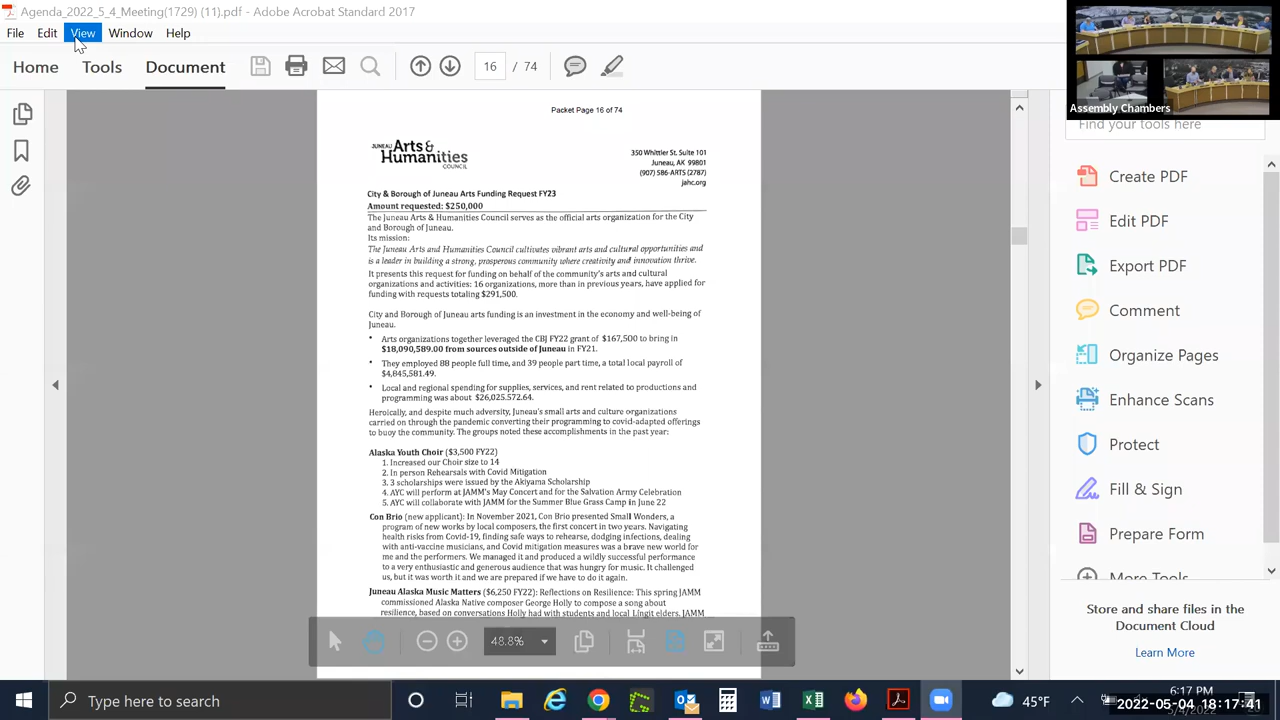 Agenda_2022_5_4_Meeting(1729) (11).pdf - Adobe Acrobat Standard 2017
File Edit View Window Help
Home Tools Document 16 / 74
Assembly Chambers
Find your tools here
Create PDF
Edit PDF
Export PDF
Comment
Organize Pages
Enhance Scans
Protect
Fill & Sign
Prepare Form
More Tools
Store and share files in the
Document Cloud
Learn More
Packet Page 16 of 74
JUNEAU Arts &
Humanities
COUNCIL
350 Whittier St. Suite 101
Juneau, AK 99801
(907) 586-ARTS (2787)
jahc.org
City & Borough of Juneau Arts Funding Request FY23
Amount requested: $250,000
The Juneau Arts & Humanities Council serves as the official arts organization for the City
and Borough of Juneau.
Its mission:
The Juneau Arts and Humanities Council cultivates vibrant arts and cultural opportunities and
is a leader in building a strong, prosperous community where creativity and innovation thrive.
It presents this request for funding on behalf of the community's arts and cultural
organizations and activities: 16 organizations, more than in previous years, have applied for
funding with requests totaling $291,500.
City and Borough of Juneau arts funding is an investment in the economy and well-being of
Juneau.
• Arts organizations together leveraged the CBJ FY22 grant of $167,500 to bring in
$18,090,589.00 from sources outside of Juneau in FY21.
• They employed 88 people full time, and 39 people part time, a total local payroll of
$4,845,581.49.
• Local and regional spending for supplies, services, and rent related to productions and
programming was about $26,025.572.64.
Heroically, and despite much adversity, Juneau's small arts and culture organizations
carried on through the pandemic converting their programming to covid-adapted offerings
to buoy the community. The groups noted these accomplishments in the past year:
Alaska Youth Choir ($3,500 FY22)
1. Increased our Choir size to 14
2. In person Rehearsals with Covid Mitigation
3. 3 scholarships were issued by the Akiyama Scholarship
4. AYC will perform at JAMM's May Concert and for the Salvation Army Celebration
5. AYC will collaborate with JAMM for the Summer Blue Grass Camp in June 22
Con Brio (new applicant): In November 2021, Con Brio presented Small Wonders, a
program of new works by local composers, the first concert in two years. Navigating
health risks from Covid-19, finding safe ways to rehearse, dodging infections, dealing
with anti-vaccine musicians, and Covid mitigation measures was a brave new world for
me and the performers. We managed it and produced a wildly successful performance
to a very enthusiastic and generous audience that was hungry for music. It challenged
us, but it was worth it and we are prepared if we have to do it again.
Juneau Alaska Music Matters ($6,250 FY22): Reflections on Resilience: This spring JAMM
commissioned Alaska Native composer George Holly to compose a song about
resilience, based on conversations Holly had with students and local Lingít elders. JAMM
48.8%
Type here to search
45°F
6:17 PM
2022-05-04 18:17:41